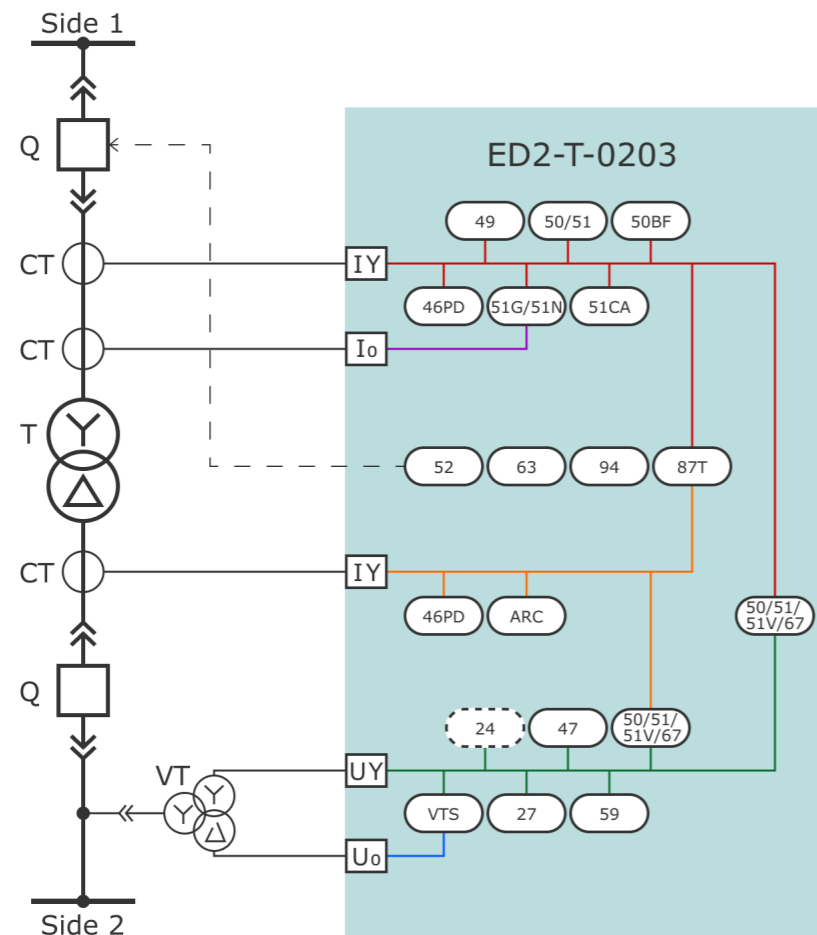 Side 1
Q
ED2-T-0203
49
50/51
50BF
CT
IY
46PD
51G/51N
51CA
CT
I₀
T
52
63
94
87T
CT
IY
46PD
ARC
50/51/
51V/67
Q
24
47
50/51/
51V/67
VT
UY
VTS
27
59
U₀
Side 2